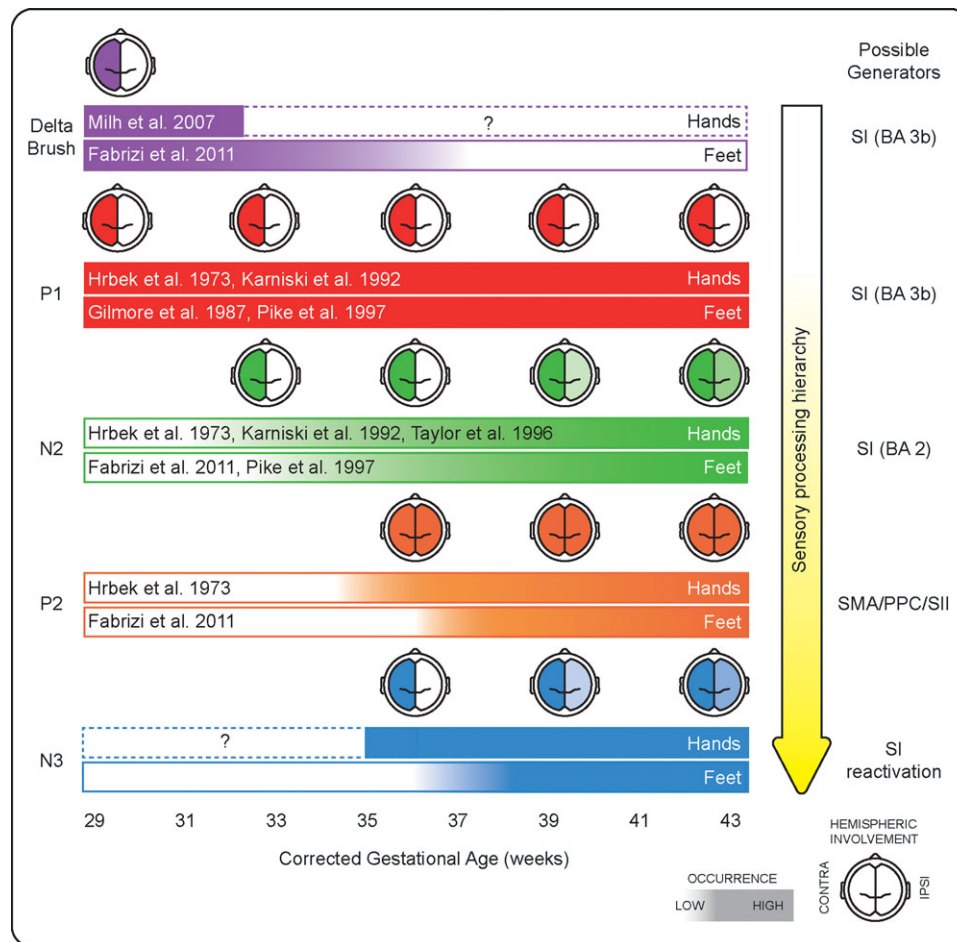 Possible
Generators
Delta
Brush
Milh et al. 2007
?
Hands
Fabrizi et al. 2011
Feet
SI (BA 3b)
P1
Hrbek et al. 1973, Karniski et al. 1992
Hands
Gilmore et al. 1987, Pike et al. 1997
Feet
SI (BA 3b)
N2
Hrbek et al. 1973, Karniski et al. 1992, Taylor et al. 1996
Hands
Fabrizi et al. 2011, Pike et al. 1997
Feet
SI (BA 2)
Sensory processing hierarchy
P2
Hrbek et al. 1973
Hands
Fabrizi et al. 2011
Feet
SMA/PPC/SII
N3
?
Hands
Feet
SI
reactivation
29 31 33 35 37 39 41 43
Corrected Gestational Age (weeks)
OCCURRENCE
LOW HIGH
HEMISPHERIC
INVOLVEMENT
CONTRA
IPSI